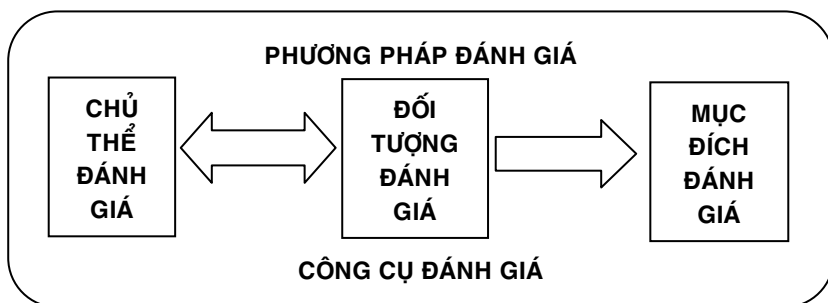 PHƯƠNG PHÁP ĐÁNH GIÁ
CHỦ
THỂ
ĐÁNH
GIÁ
ĐỐI
TƯỢNG
ĐÁNH
GIÁ
MỤC
ĐÍCH
ĐÁNH
GIÁ
CÔNG CỤ ĐÁNH GIÁ